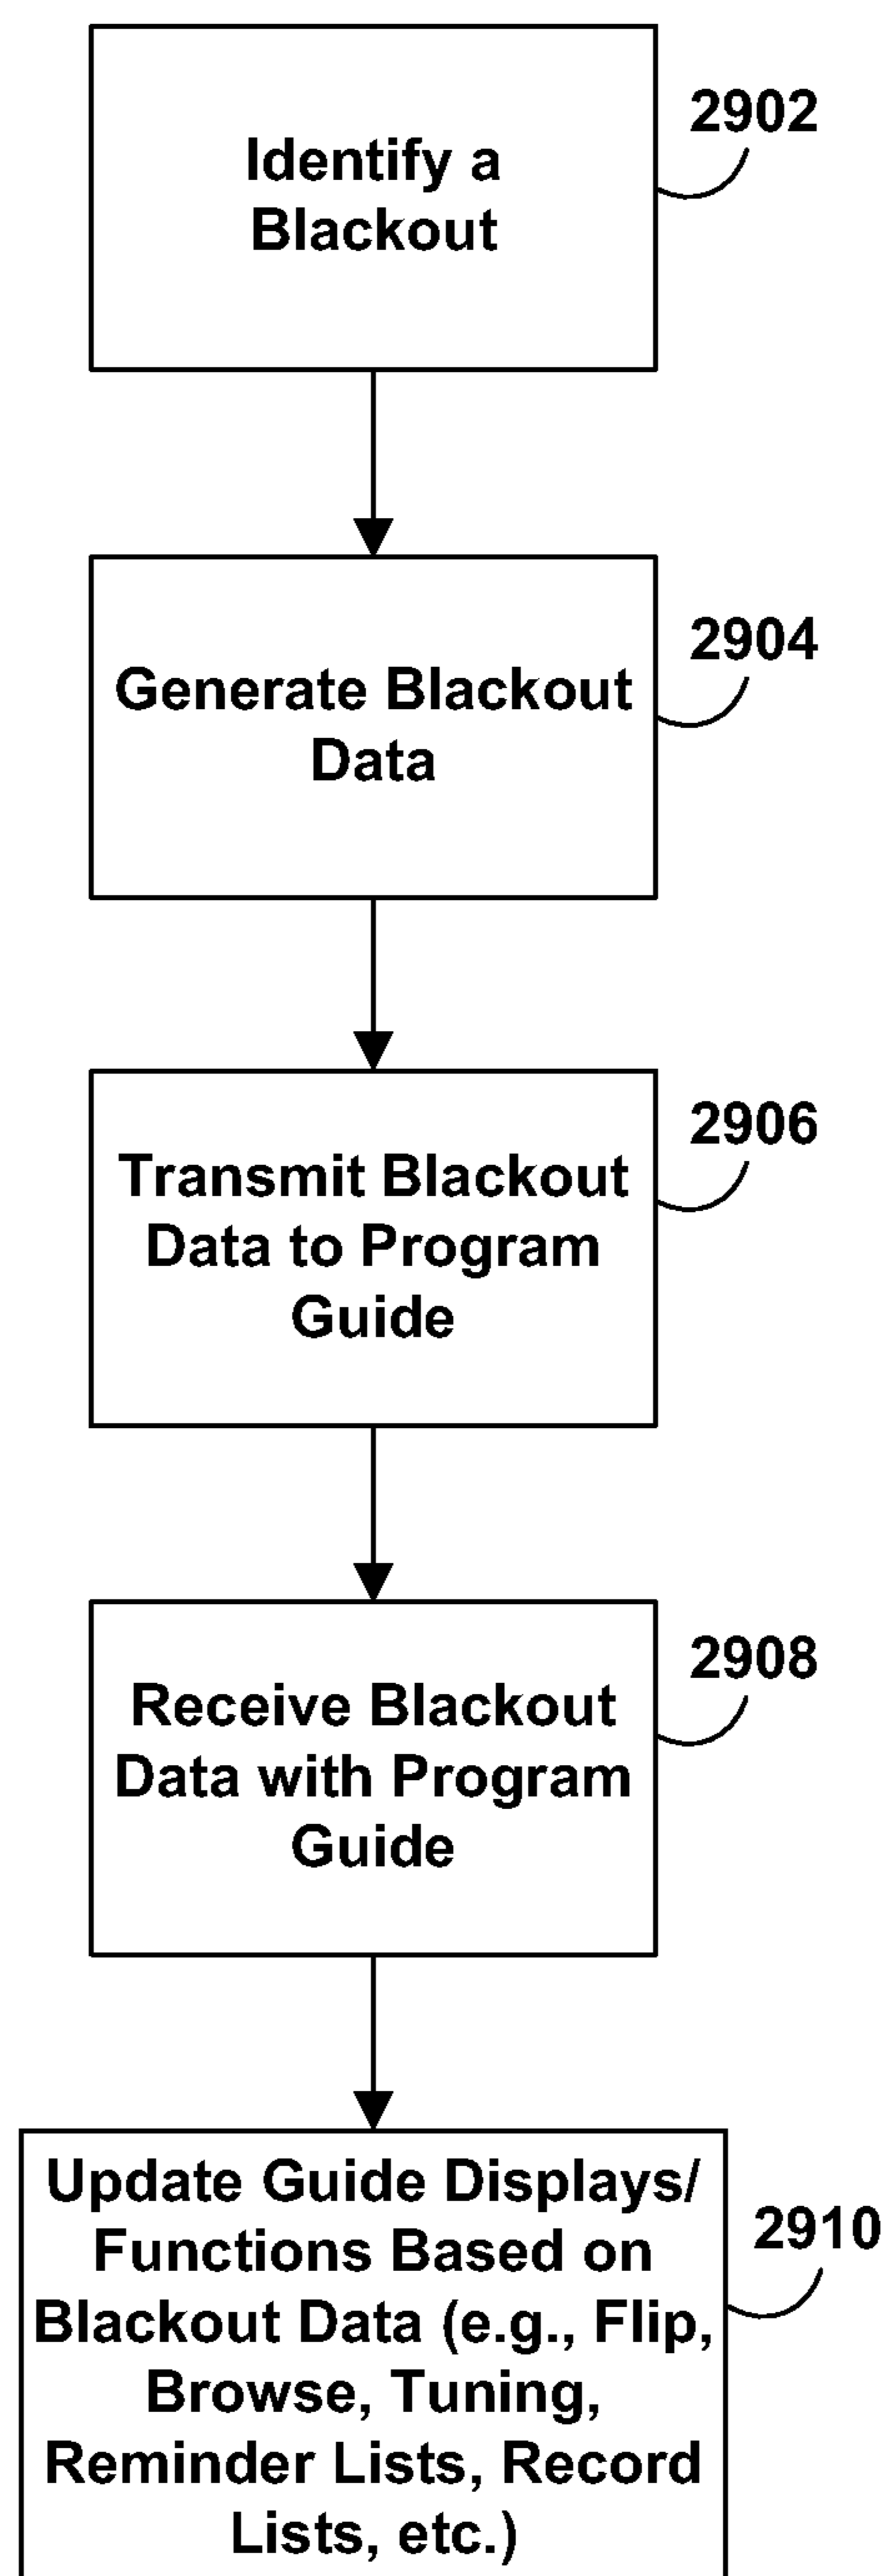 Identify a
Blackout
2902
Generate Blackout
Data
2904
Transmit Blackout
Data to Program
Guide
2906
Receive Blackout
Data with Program
Guide
2908
Update Guide Displays/
Functions Based on
Blackout Data (e.g., Flip,
Browse, Tuning,
Reminder Lists, Record
Lists, etc.)
2910